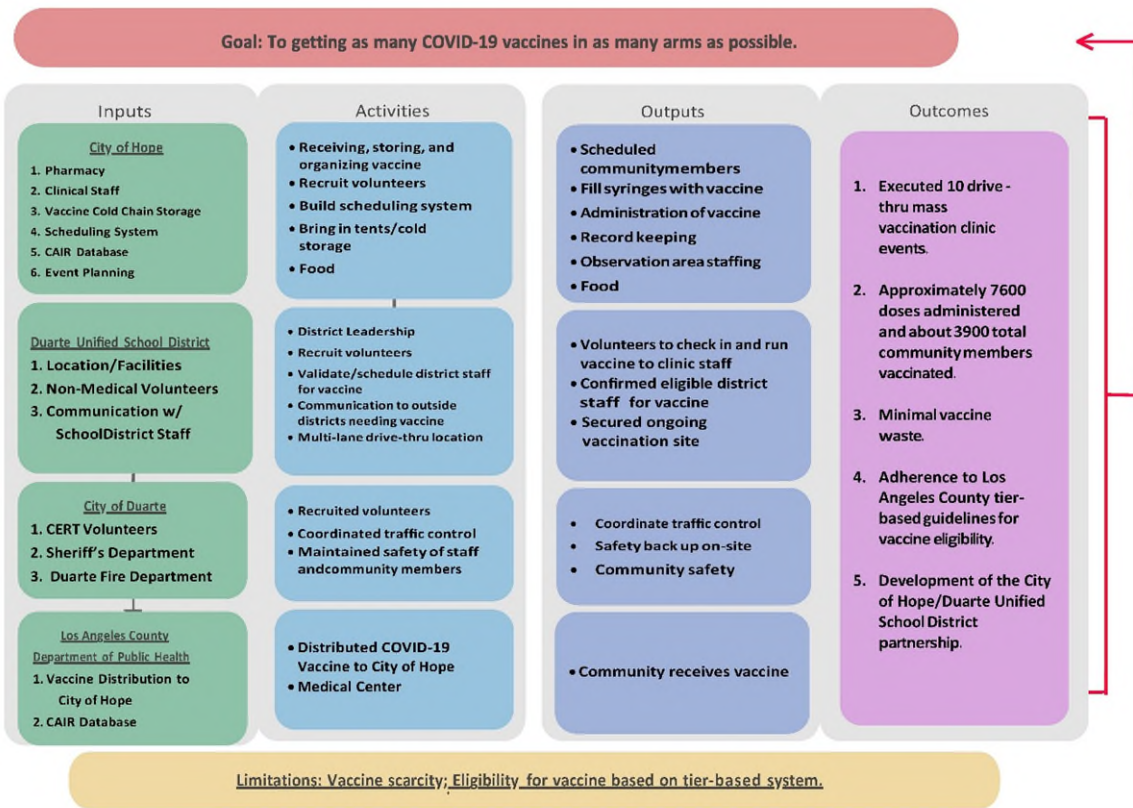 Goal: To getting as many COVID-19 vaccines in as many arms as possible.
Inputs
City of Hope
1. Pharmacy
2. Clinical Staff
3. Vaccine Cold Chain Storage
4. Scheduling System
5. CAIR Database
6. Event Planning
Duarte Unified School District
1. Location/Facilities
2. Non-Medical Volunteers
3. Communication w/
SchoolDistrict Staff
City of Duarte
1. CERT Volunteers
2. Sheriff's Department
3. Duarte Fire Department
Los Angeles County
Department of Public Health
1. Vaccine Distribution to
City of Hope
2. CAIR Database
Activities
• Receiving, storing, and
organizing vaccine
• Recruit volunteers
• Build scheduling system
• Bring in tents/cold
storage
• Food
• District Leadership
• Recruit volunteers
• Validate/schedule district staff
for vaccine
• Communication to outside
districts needing vaccine
• Multi-lane drive-thru location
• Recruited volunteers
• Coordinated traffic control
• Maintained safety of staff
andcommunity members
• Distributed COVID-19
Vaccine to City of Hope
• Medical Center
Outputs
• Scheduled
communitymembers
• Fill syringes with vaccine
• Administration of vaccine
• Record keeping
• Observation area staffing
• Food
• Volunteers to check in and run
vaccine to clinic staff
• Confirmed eligible district
staff for vaccine
• Secured ongoing
vaccination site
• Coordinate traffic control
• Safety back up on-site
• Community safety
• Community receives vaccine
Outcomes
1. Executed 10 drive-
thru mass
vaccination clinic
events.
2. Approximately 7600
doses administered
and about 3900 total
community members
vaccinated.
3. Minimal vaccine
waste.
4. Adherence to Los
Angeles County tier-
based guidelines for
vaccine eligibility.
5. Development of the City
of Hope/Duarte Unified
School District
partnership.
Limitations: Vaccine scarcity; Eligibility for vaccine based on tier-based system.